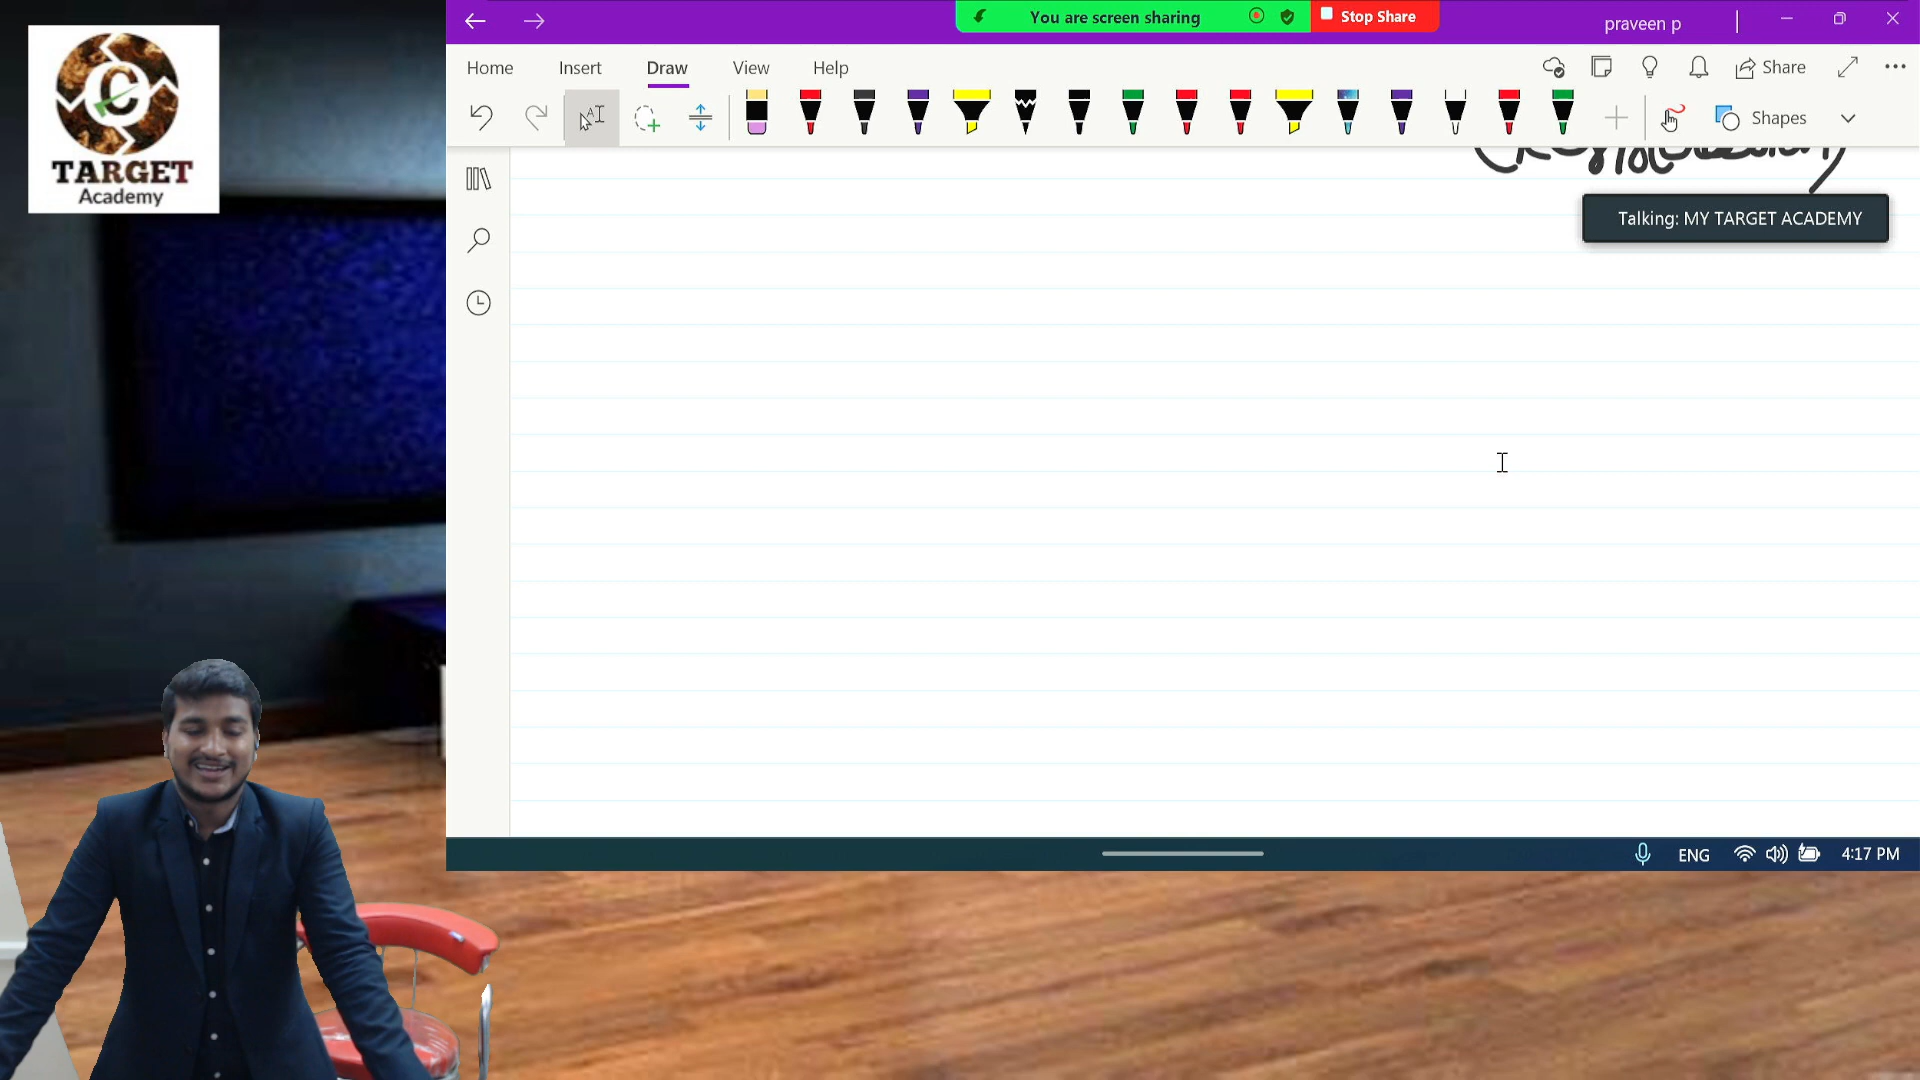 You are screen sharing
Stop Share
praveen p
Home Insert Draw View Help
Share
Shapes
C
TARGET
Academy
Talking: MY TARGET ACADEMY
ENG 4:17 PM